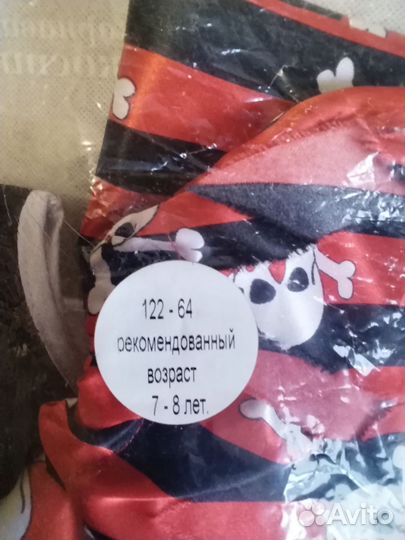 122 - 64
рекомендованный
возраст
7 - 8 лет.
Avito